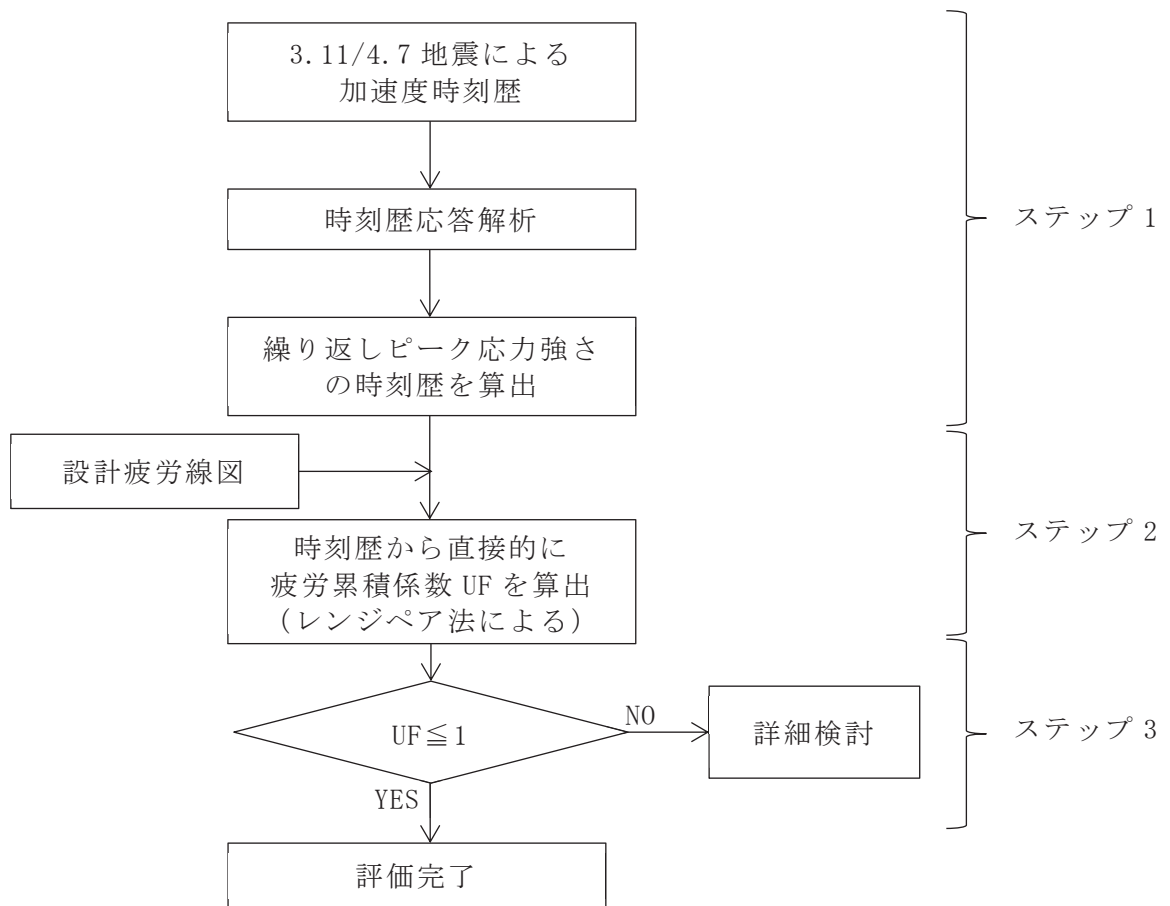 3.11/4.7 地震による
加速度時刻歴
時刻歴応答解析
ステップ 1
繰り返しピーク応力強さ
の時刻歴を算出
設計疲労線図
ステップ 2
時刻歴から直接的に
疲労累積係数 UF を算出
(レンジペア法による)
UF≦1
NO
詳細検討
ステップ 3
YES
評価完了